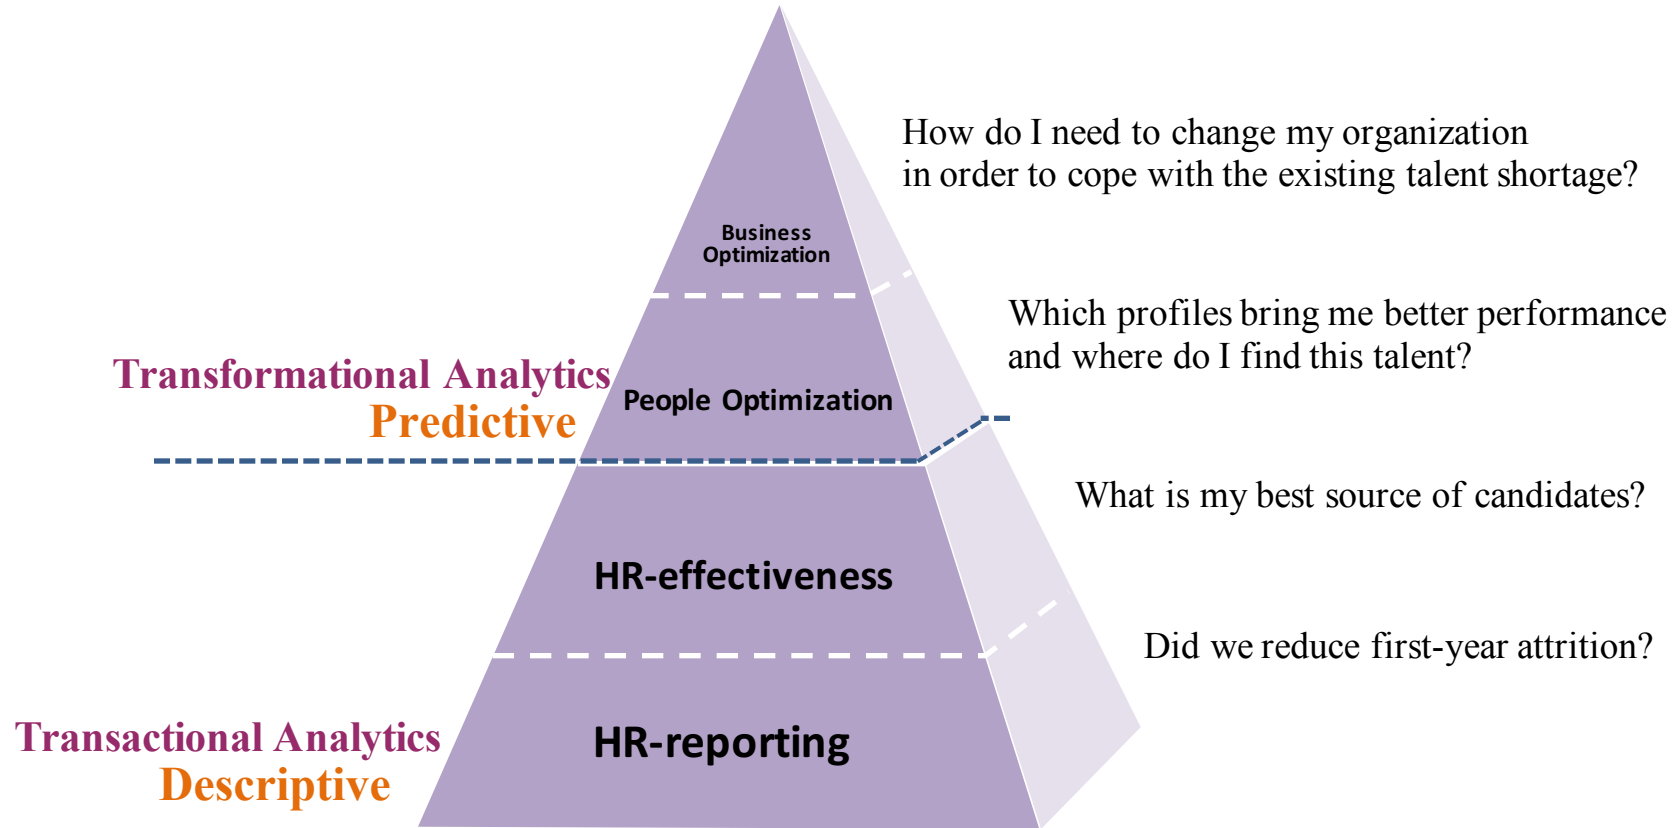 How do I need to change my organization
in order to cope with the existing talent shortage?
Business
Optimization
Which profiles bring me better performance
and where do I find this talent?
Transformational Analytics
Predictive
People Optimization
What is my best source of candidates?
HR-effectiveness
Did we reduce first-year attrition?
Transactional Analytics
Descriptive
HR-reporting